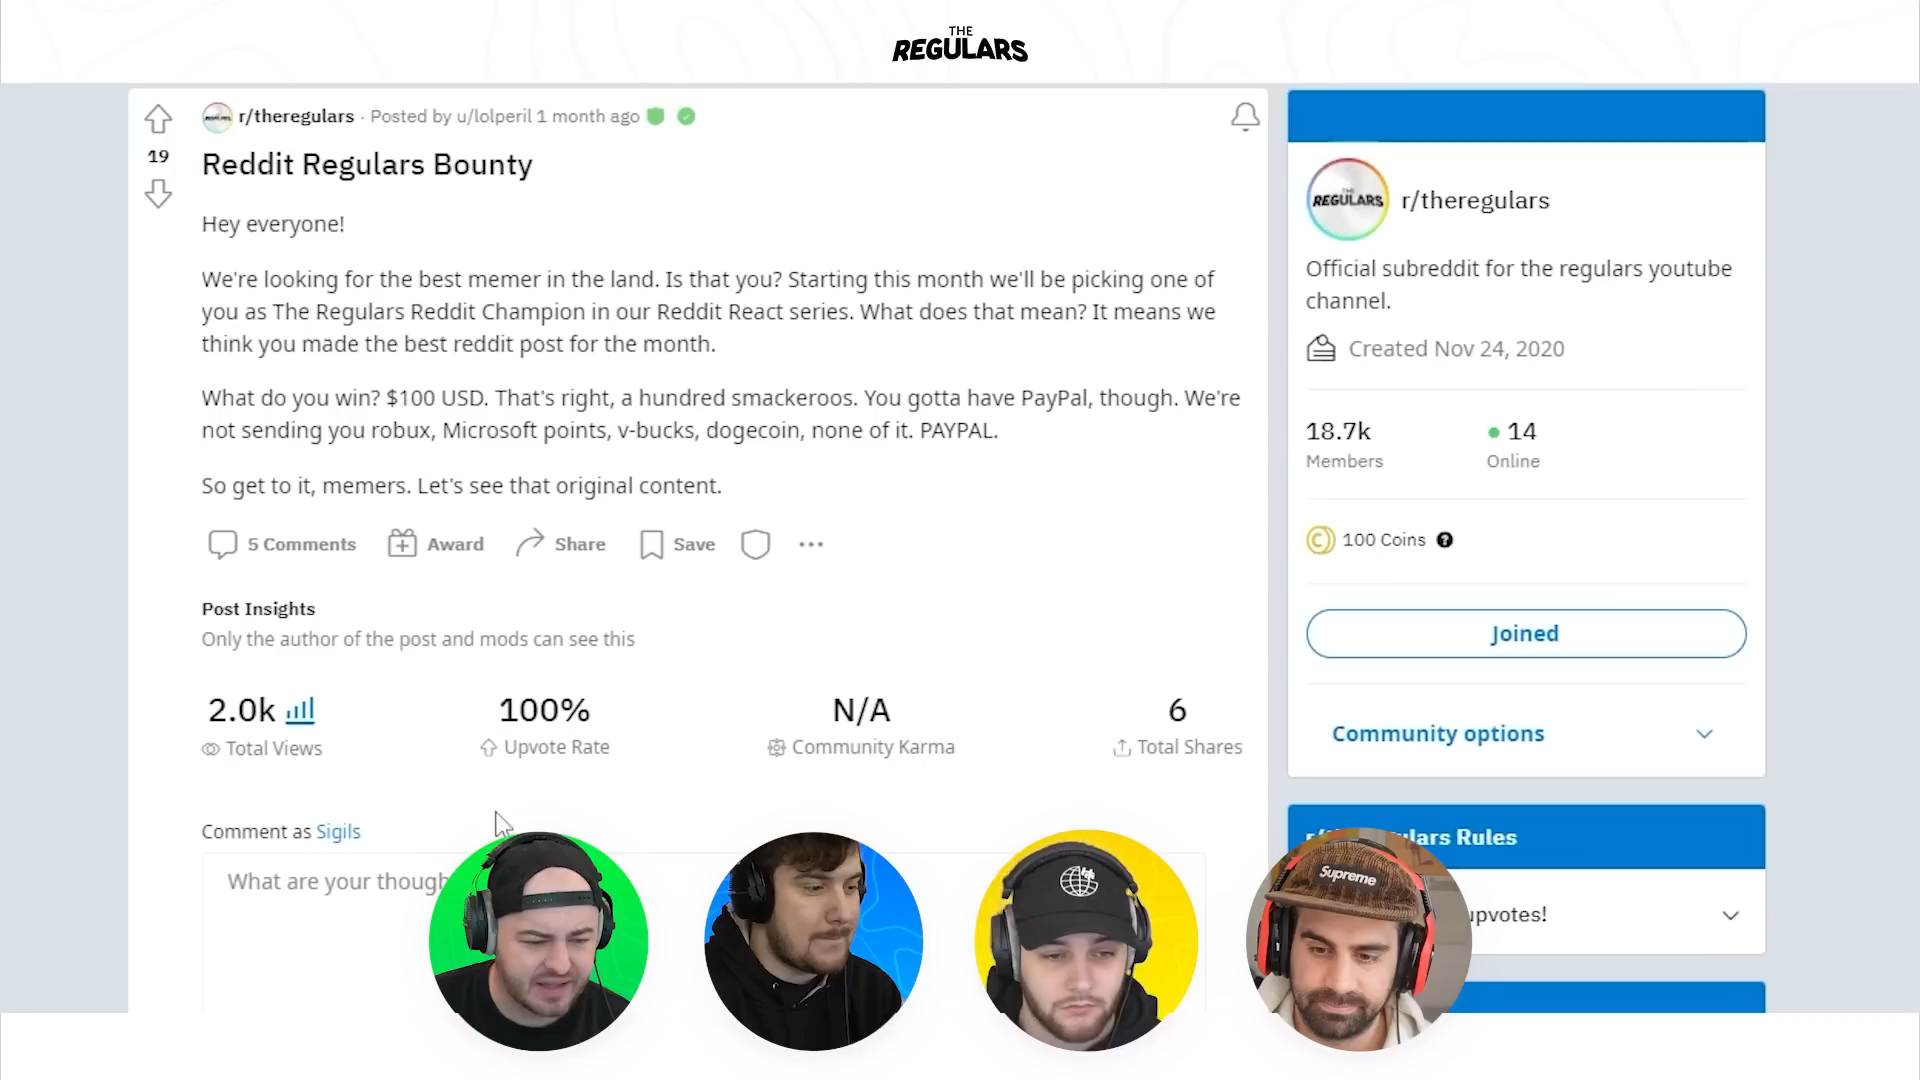 THE
REGULARS
r/theregulars · Posted by u/lolperil 1 month ago
19
Reddit Regulars Bounty
Hey everyone!
We're looking for the best memer in the land. Is that you? Starting this month we'll be picking one of
you as The Regulars Reddit Champion in our Reddit React series. What does that mean? It means we
think you made the best reddit post for the month.
What do you win? $100 USD. That's right, a hundred smackeroos. You gotta have PayPal, though. We're
not sending you robux, Microsoft points, v-bucks, dogecoin, none of it. PAYPAL.
So get to it, memers. Let's see that original content.
5 Comments Award Share Save
Post Insights
Only the author of the post and mods can see this
2.0k 100% N/A 6
Total Views Upvote Rate Community Karma Total Shares
Comment as Sigils
What are your though
THE
REGULARS
r/theregulars
Official subreddit for the regulars youtube
channel.
Created Nov 24, 2020
18.7k 14
Members Online
100 Coins
Joined
Community options
Rules
upvotes!
Supreme